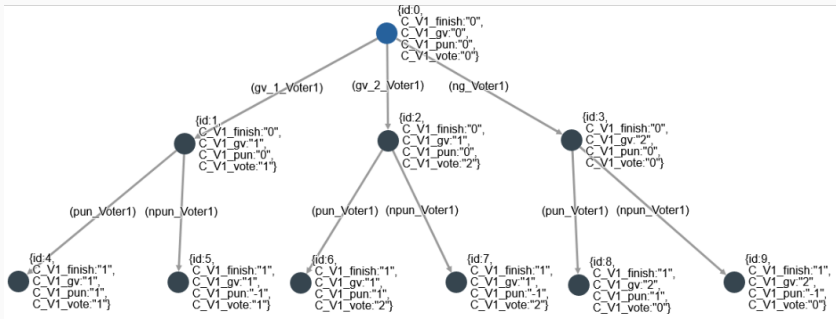 {id:0,
C_V1_finish:"0",
C_V1_gv:"0",
C_V1_pun:"0",
C_V1_vote:"0"}
(gv_1_Voter1)
(gv_2_Voter1)
(ng_Voter1)
{id:1,
C_V1_finish:"0",
C_V1_gv:"1",
C_V1_pun:"0",
C_V1_vote:"1"}
{id:2,
C_V1_finish:"0",
C_V1_gv:"1",
C_V1_pun:"0",
C_V1_vote:"2"}
{id:3,
C_V1_finish:"0",
C_V1_gv:"2",
C_V1_pun:"0",
C_V1_vote:"0"}
(pun_Voter1)
(npun_Voter1)
(pun_Voter1)
(npun_Voter1)
(pun_Voter1)
(npun_Voter1)
{id:4,
C_V1_finish:"1",
C_V1_gv:"1",
C_V1_pun:"1",
C_V1_vote:"1"}
{id:5,
C_V1_finish:"1",
C_V1_gv:"1",
C_V1_pun:"-1",
C_V1_vote:"1"}
{id:6,
C_V1_finish:"1",
C_V1_gv:"1",
C_V1_pun:"1",
C_V1_vote:"2"}
{id:7,
C_V1_finish:"1",
C_V1_gv:"1",
C_V1_pun:"-1",
C_V1_vote:"2"}
{id:8,
C_V1_finish:"1",
C_V1_gv:"2",
C_V1_pun:"1",
C_V1_vote:"0"}
{id:9,
C_V1_finish:"1",
C_V1_gv:"2",
C_V1_pun:"-1",
C_V1_vote:"0"}